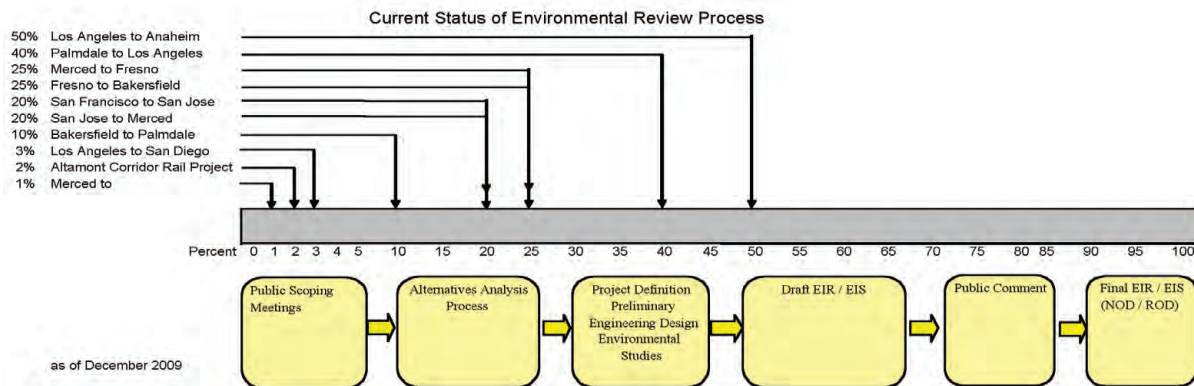 Current Status of Environmental Review Process
50% Los Angeles to Anaheim
40% Palmdale to Los Angeles
25% Merced to Fresno
25% Fresno to Bakersfield
20% San Francisco to San Jose
20% San Jose to Merced
10% Bakersfield to Palmdale
3% Los Angeles to San Diego
2% Altamont Corridor Rail Project
1% Merced to
Percent 0 1 2 3 4 5 10 15 20 25 30 35 40 45 50 55 60 65 70 75 80 85 90 95 100
Public Scoping
Meetings
Alternatives Analysis
Process
Project Definition
Preliminary
Engineering Design
Environmental
Studies
Draft EIR / EIS
Public Comment
Final EIR / EIS
(NOD / ROD)
as of December 2009